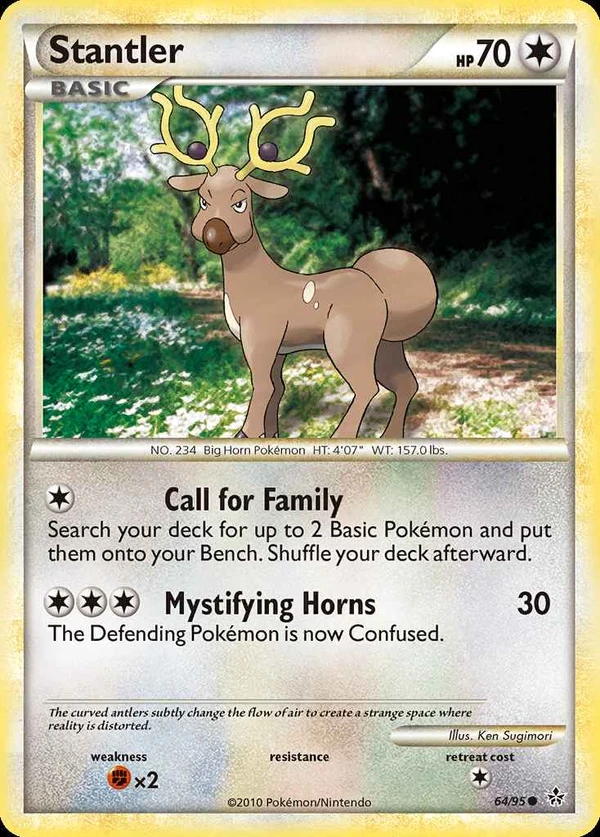 Stantler
HP 70
BASIC
NO. 234 Big Horn Pokémon HT: 4'07" WT: 157.0 lbs.
Call for Family
Search your deck for up to 2 Basic Pokémon and put
them onto your Bench. Shuffle your deck afterward.
Mystifying Horns 30
The Defending Pokémon is now Confused.
The curved antlers subtly change the flow of air to create a strange space where
reality is distorted.
Illus. Ken Sugimori
weakness resistance retreat cost
×2
©2010 Pokémon/Nintendo
64/95